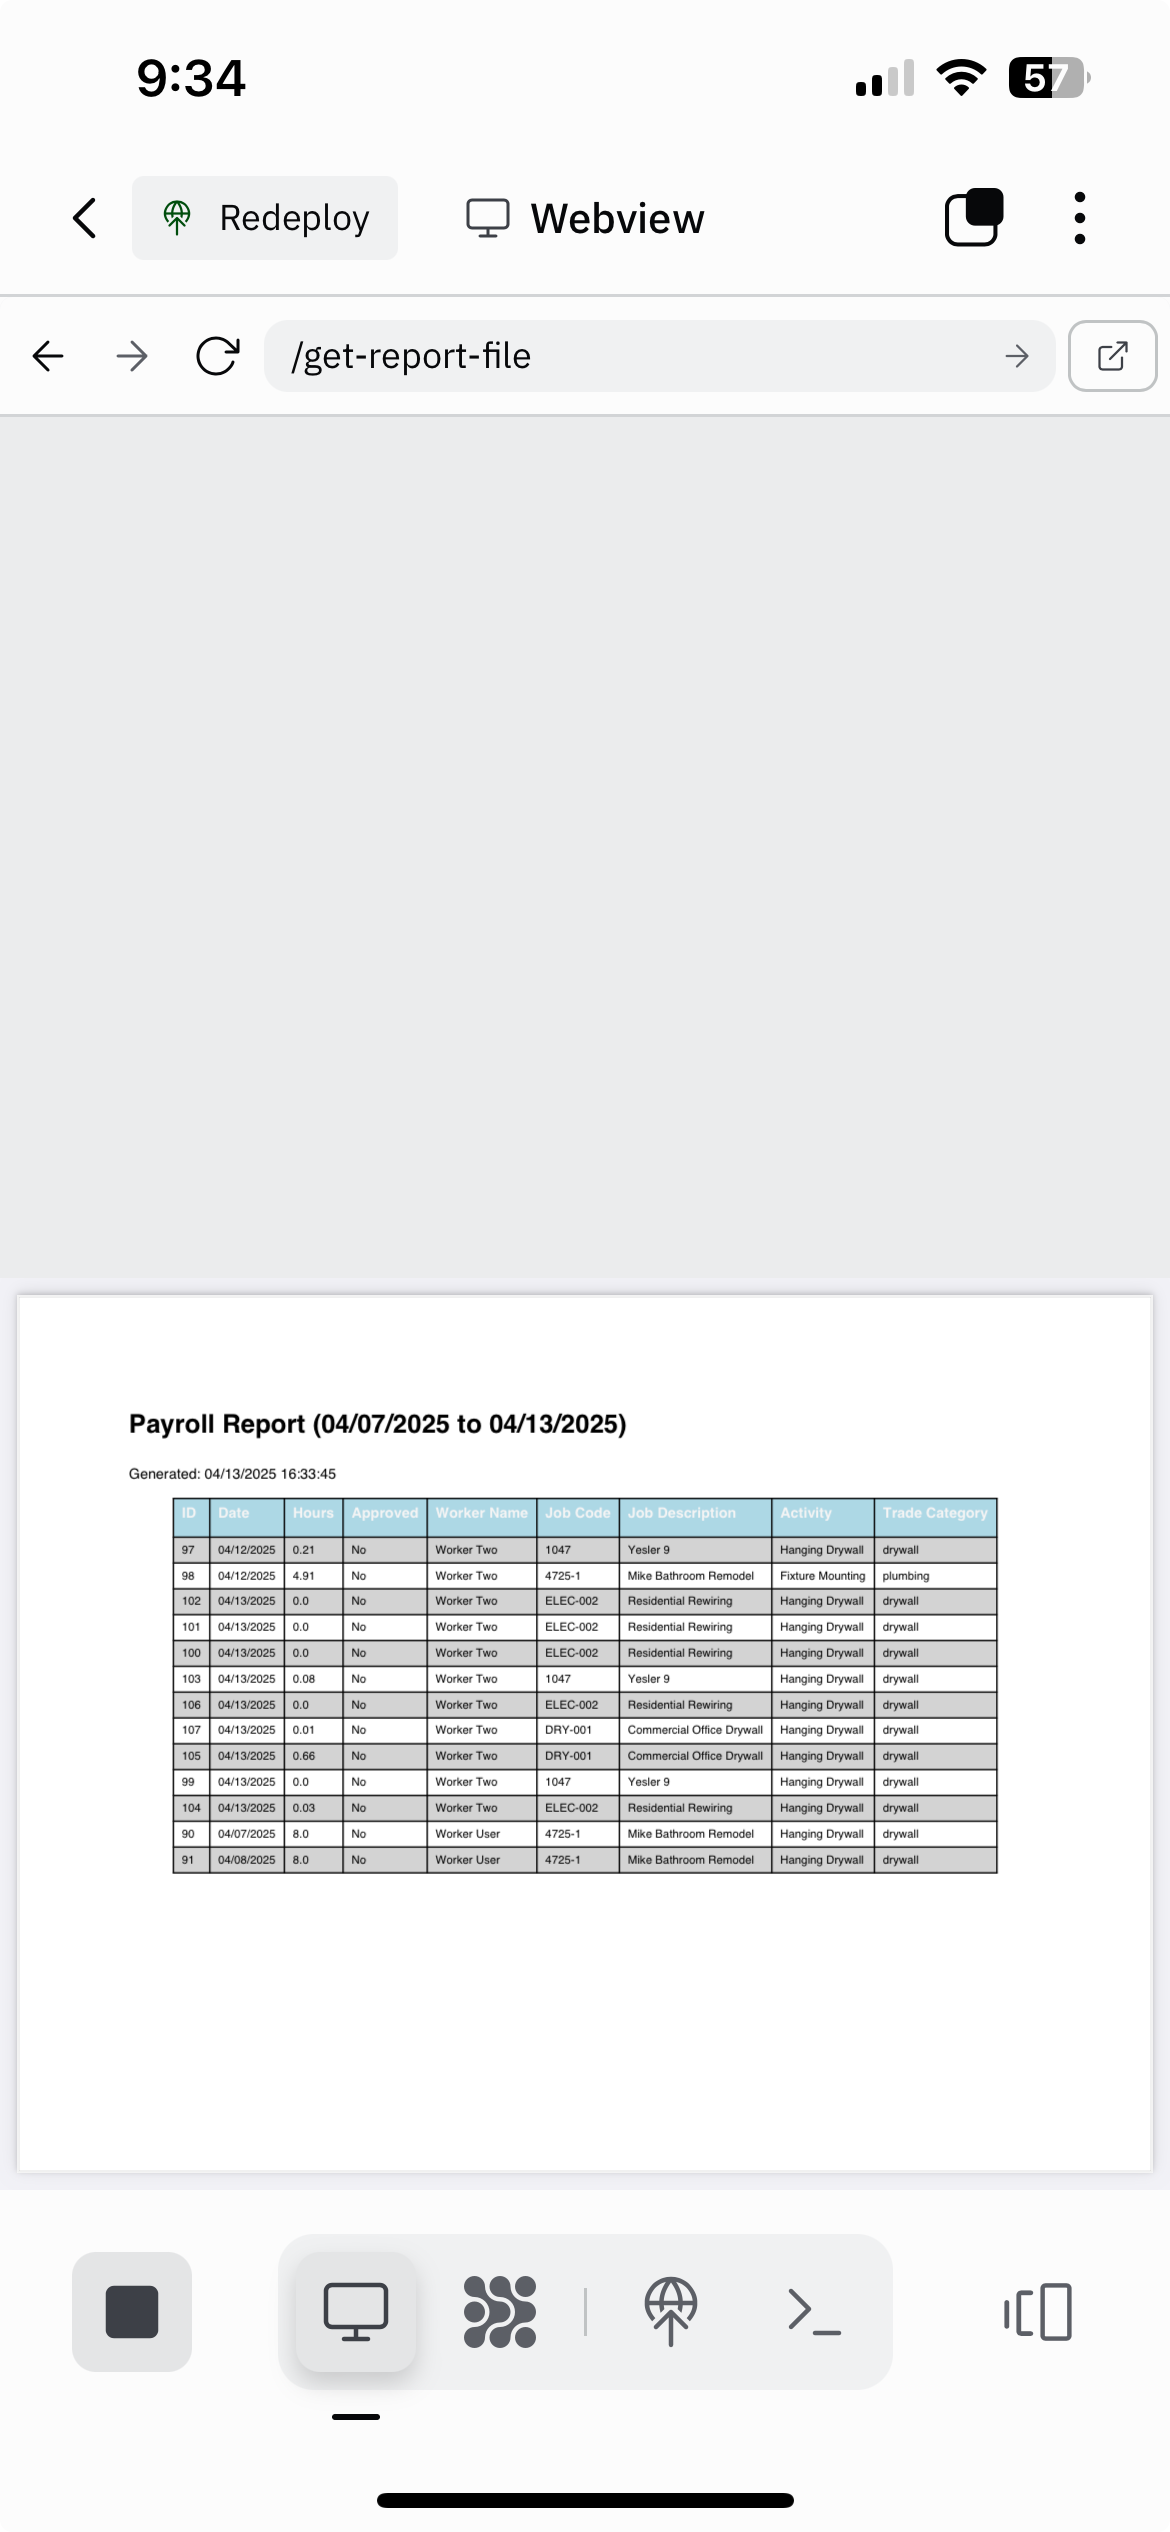 9:34
57
Redeploy Webview
/get-report-file
Payroll Report (04/07/2025 to 04/13/2025)
Generated: 04/13/2025 16:33:45
ID Date Hours Approved Worker Name Job Code Job Description Activity Trade Category
97 04/12/2025 0.21 No Worker Two 1047 Yesler 9 Hanging Drywall drywall
98 04/12/2025 4.91 No Worker Two 4725-1 Mike Bathroom Remodel Fixture Mounting plumbing
102 04/13/2025 0.0 No Worker Two ELEC-002 Residential Rewiring Hanging Drywall drywall
101 04/13/2025 0.0 No Worker Two ELEC-002 Residential Rewiring Hanging Drywall drywall
100 04/13/2025 0.0 No Worker Two ELEC-002 Residential Rewiring Hanging Drywall drywall
103 04/13/2025 0.08 No Worker Two 1047 Yesler 9 Hanging Drywall drywall
106 04/13/2025 0.0 No Worker Two ELEC-002 Residential Rewiring Hanging Drywall drywall
107 04/13/2025 0.01 No Worker Two DRY-001 Commercial Office Drywall Hanging Drywall drywall
105 04/13/2025 0.66 No Worker Two DRY-001 Commercial Office Drywall Hanging Drywall drywall
99 04/13/2025 0.0 No Worker Two 1047 Yesler 9 Hanging Drywall drywall
104 04/13/2025 0.03 No Worker Two ELEC-002 Residential Rewiring Hanging Drywall drywall
90 04/07/2025 8.0 No Worker User 4725-1 Mike Bathroom Remodel Hanging Drywall drywall
91 04/08/2025 8.0 No Worker User 4725-1 Mike Bathroom Remodel Hanging Drywall drywall